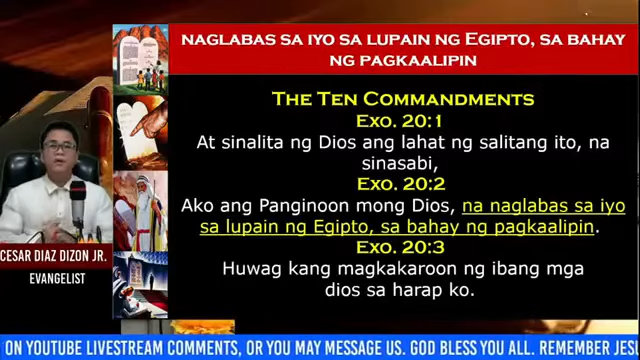 NAGLABAS SA IYO SA LUPAIN NG EGIPTO, SA BAHAY
NG PAGKAALIPIN
THE TEN COMMANDMENTS
EXO. 20:1
At sinalita ng Dios ang lahat ng salitang ito, na
sinasabi,
EXO. 20:2
Ako ang Panginoon mong Dios, na naglabas sa iyo
sa lupain ng Egipto, sa bahay ng pagkaalipin.
EXO. 20:3
Huwag kang magkakaroon ng ibang mga
dios sa harap ko.
CESAR DIAZ DIZON JR.
EVANGELIST
ON YOUTUBE LIVESTREAM COMMENTS, OR YOU MAY MESSAGE US. GOD BLESS YOU ALL. REMEMBER JES